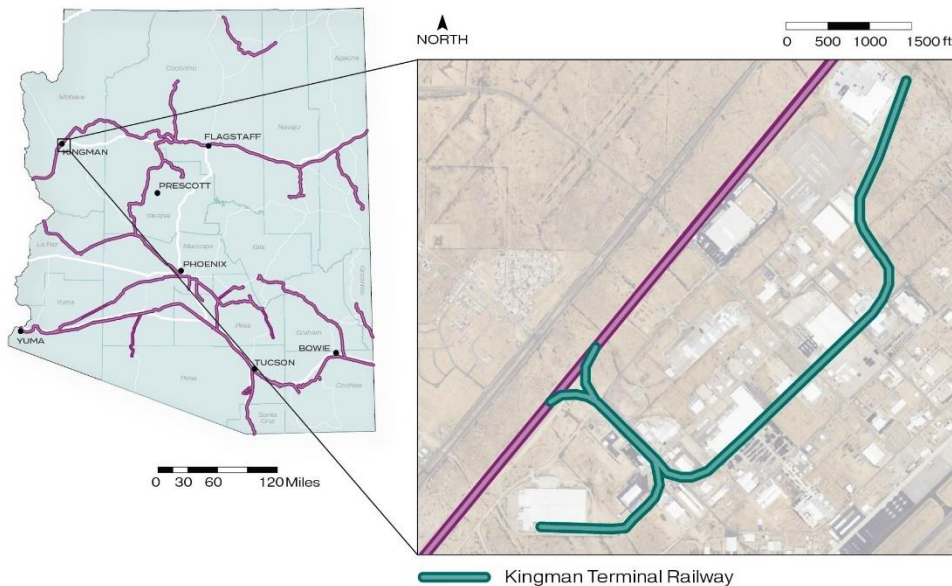 NORTH
0 500 1000 1500 ft
Coconino
Apache
Mohave
Navajo
KINGMAN
FLAGSTAFF
PRESCOTT
Yavapai
La Paz
Maricopa
Gila
PHOENIX
Greenlee
Yuma
Pinal
Graham
YUMA
BOWIE
TUCSON
Pima
Cochise
Santa
Cruz
0 30 60 120 Miles
Kingman Terminal Railway